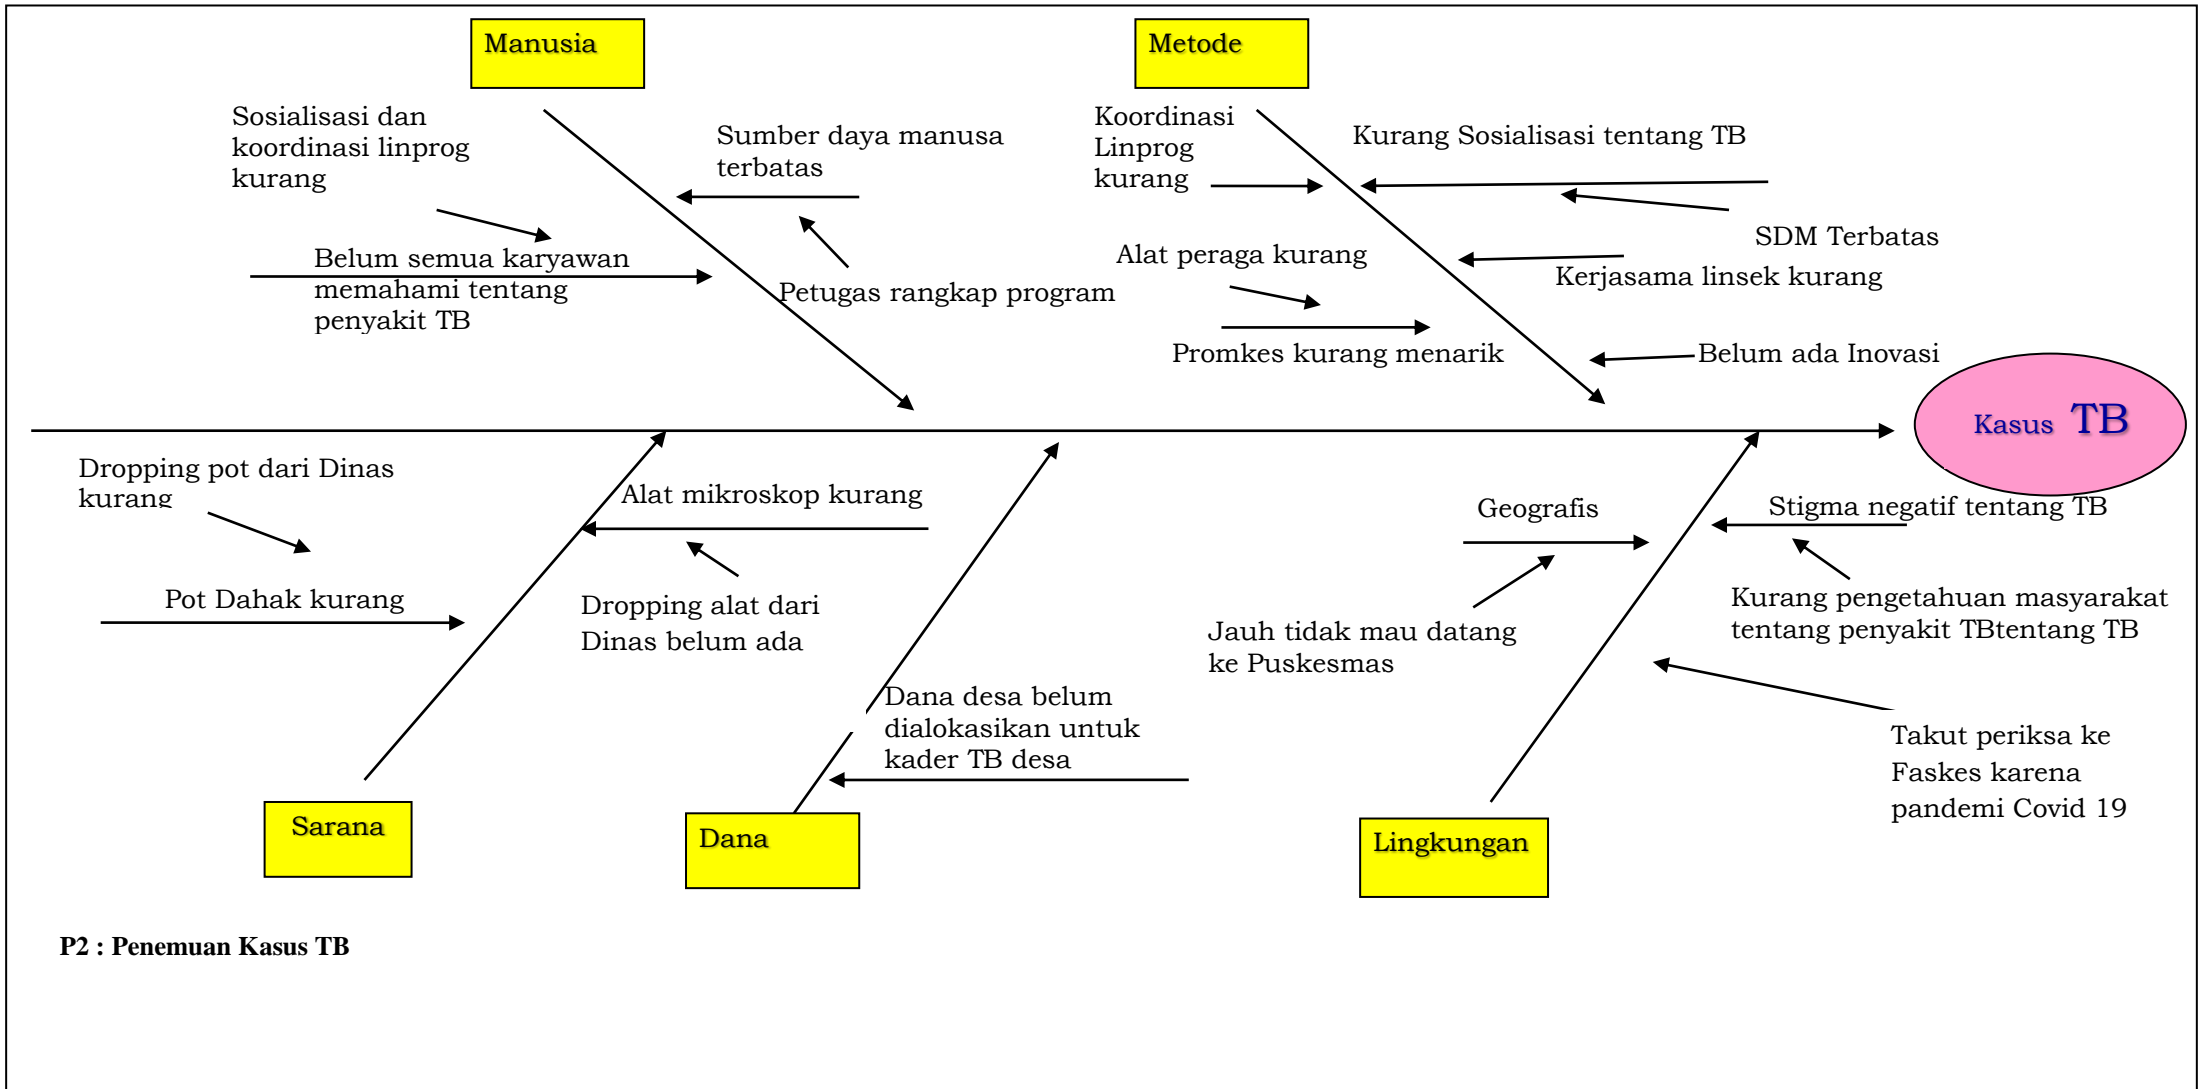 Manusia
Metode
Sosialisasi dan
koordinasi linprog
kurang
Sumber daya manusa
terbatas
Koordinasi
Linprog
kurang
Kurang Sosialisasi tentang TB
SDM Terbatas
Belum semua karyawan
memahami tentang
penyakit TB
Petugas rangkap program
Alat peraga kurang
Kerjasama linsek kurang
Promkes kurang menarik
Belum ada Inovasi
Kasus TB
Dropping pot dari Dinas
kurang
Alat mikroskop kurang
Geografis
Stigma negatif tentang TB
Pot Dahak kurang
Dropping alat dari
Dinas belum ada
Jauh tidak mau datang
ke Puskesmas
Kurang pengetahuan masyarakat
tentang penyakit TBtentang TB
Dana desa belum
dialokasikan untuk
kader TB desa
Takut periksa ke
Faskes karena
pandemi Covid 19
Sarana
Dana
Lingkungan
P2 : Penemuan Kasus TB